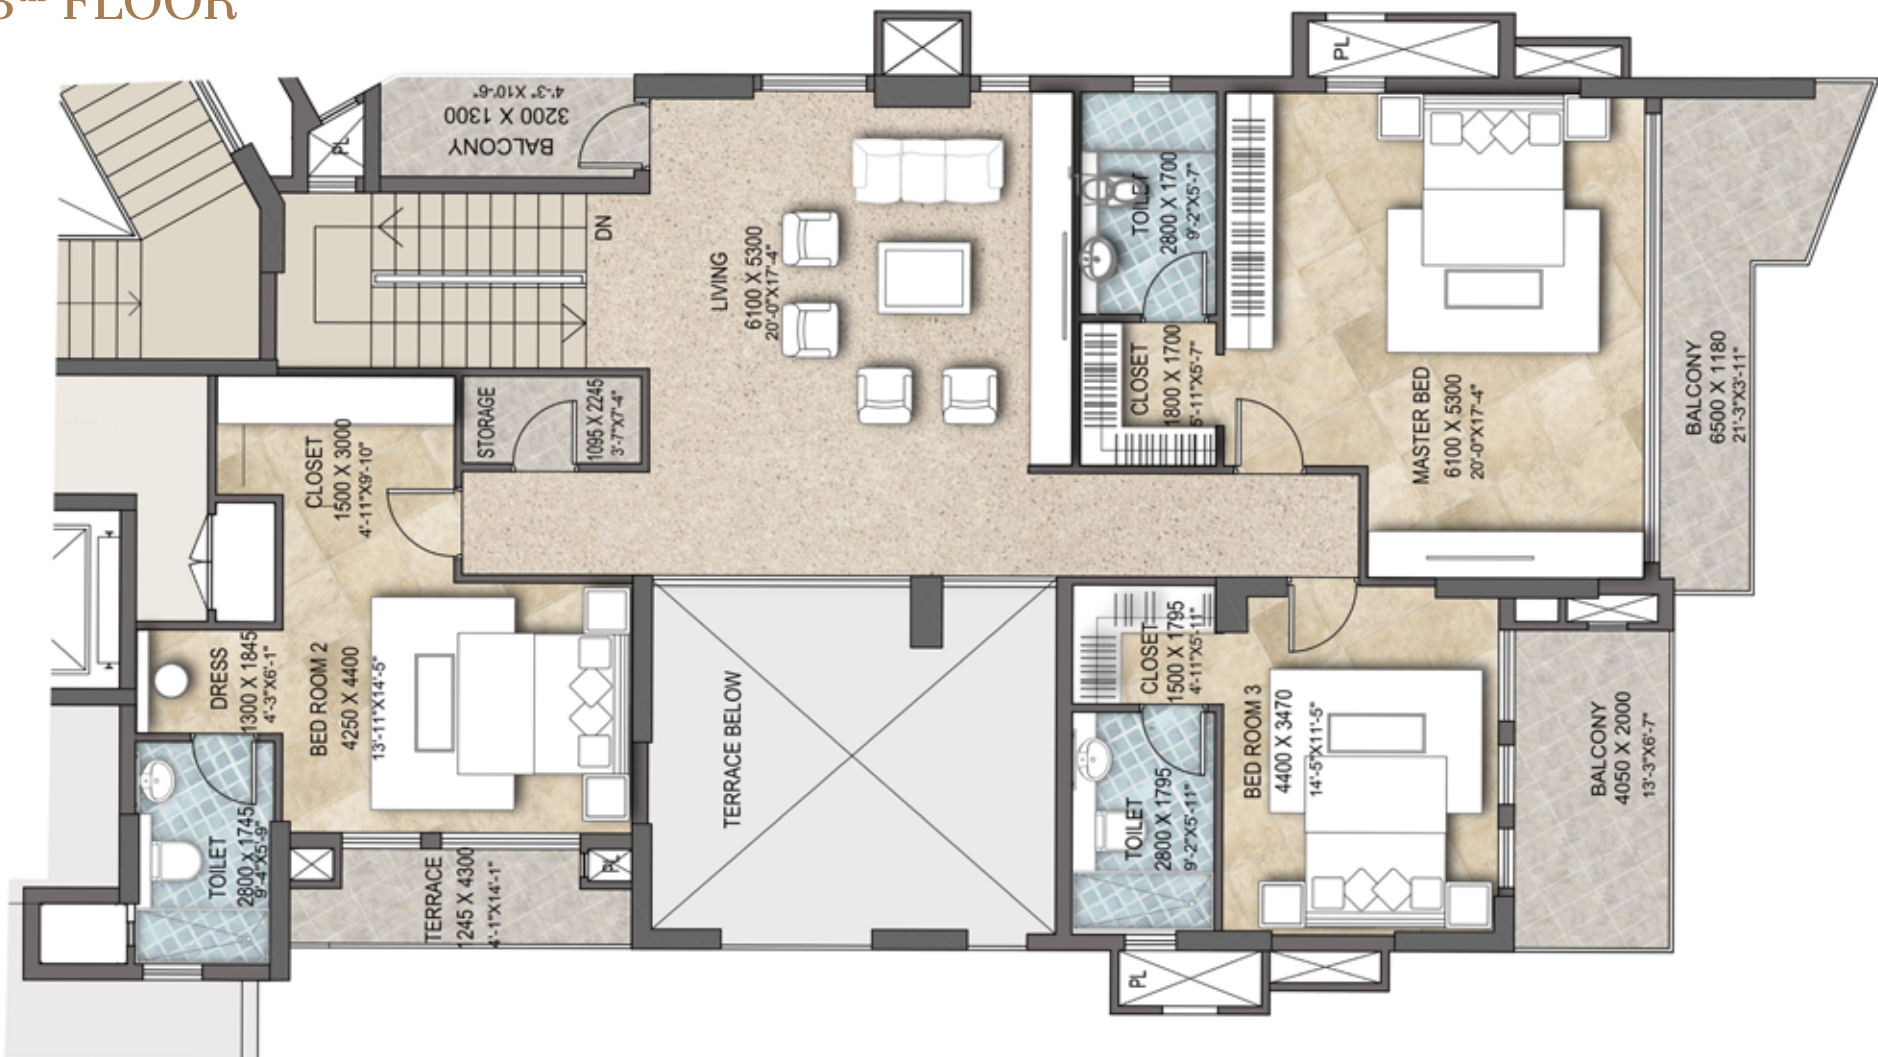 FLOOR
BALCONY
3200 X 1300
4'-3" X10'-6"
PL
DN
LIVING
6100 X 5300
20'-0"X17'-4"
TOILET
2800 X 1700
9'-2"X5'-7"
PL
CLOSET
1800 X 1700
5'-11"X5'-7"
MASTER BED
6100 X 5300
20'-0"X17'-4"
BALCONY
6500 X 1180
21'-3"X3'-11"
STORAGE
1095 X 2245
3'-7"X7'-4"
CLOSET
1500 X 3000
4'-11"X9'-10"
DRESS
1300 X 1845
4'-3"X6'-1"
BED ROOM 2
4250 X 4400
13'-11"X14'-5"
TOILET
2800 X 1745
9'-4"X5'-9"
TERRACE
1245 X 4300
4'-1"X14'-1"
PL
TERRACE BELOW
CLOSET
1500 X 1795
4'-11"X5'-11"
TOILET
2800 X 1795
9'-2"X5'-11"
BED ROOM 3
4400 X 3470
14'-5"X11'-5"
BALCONY
4050 X 2000
13'-3"X6'-7"
PL